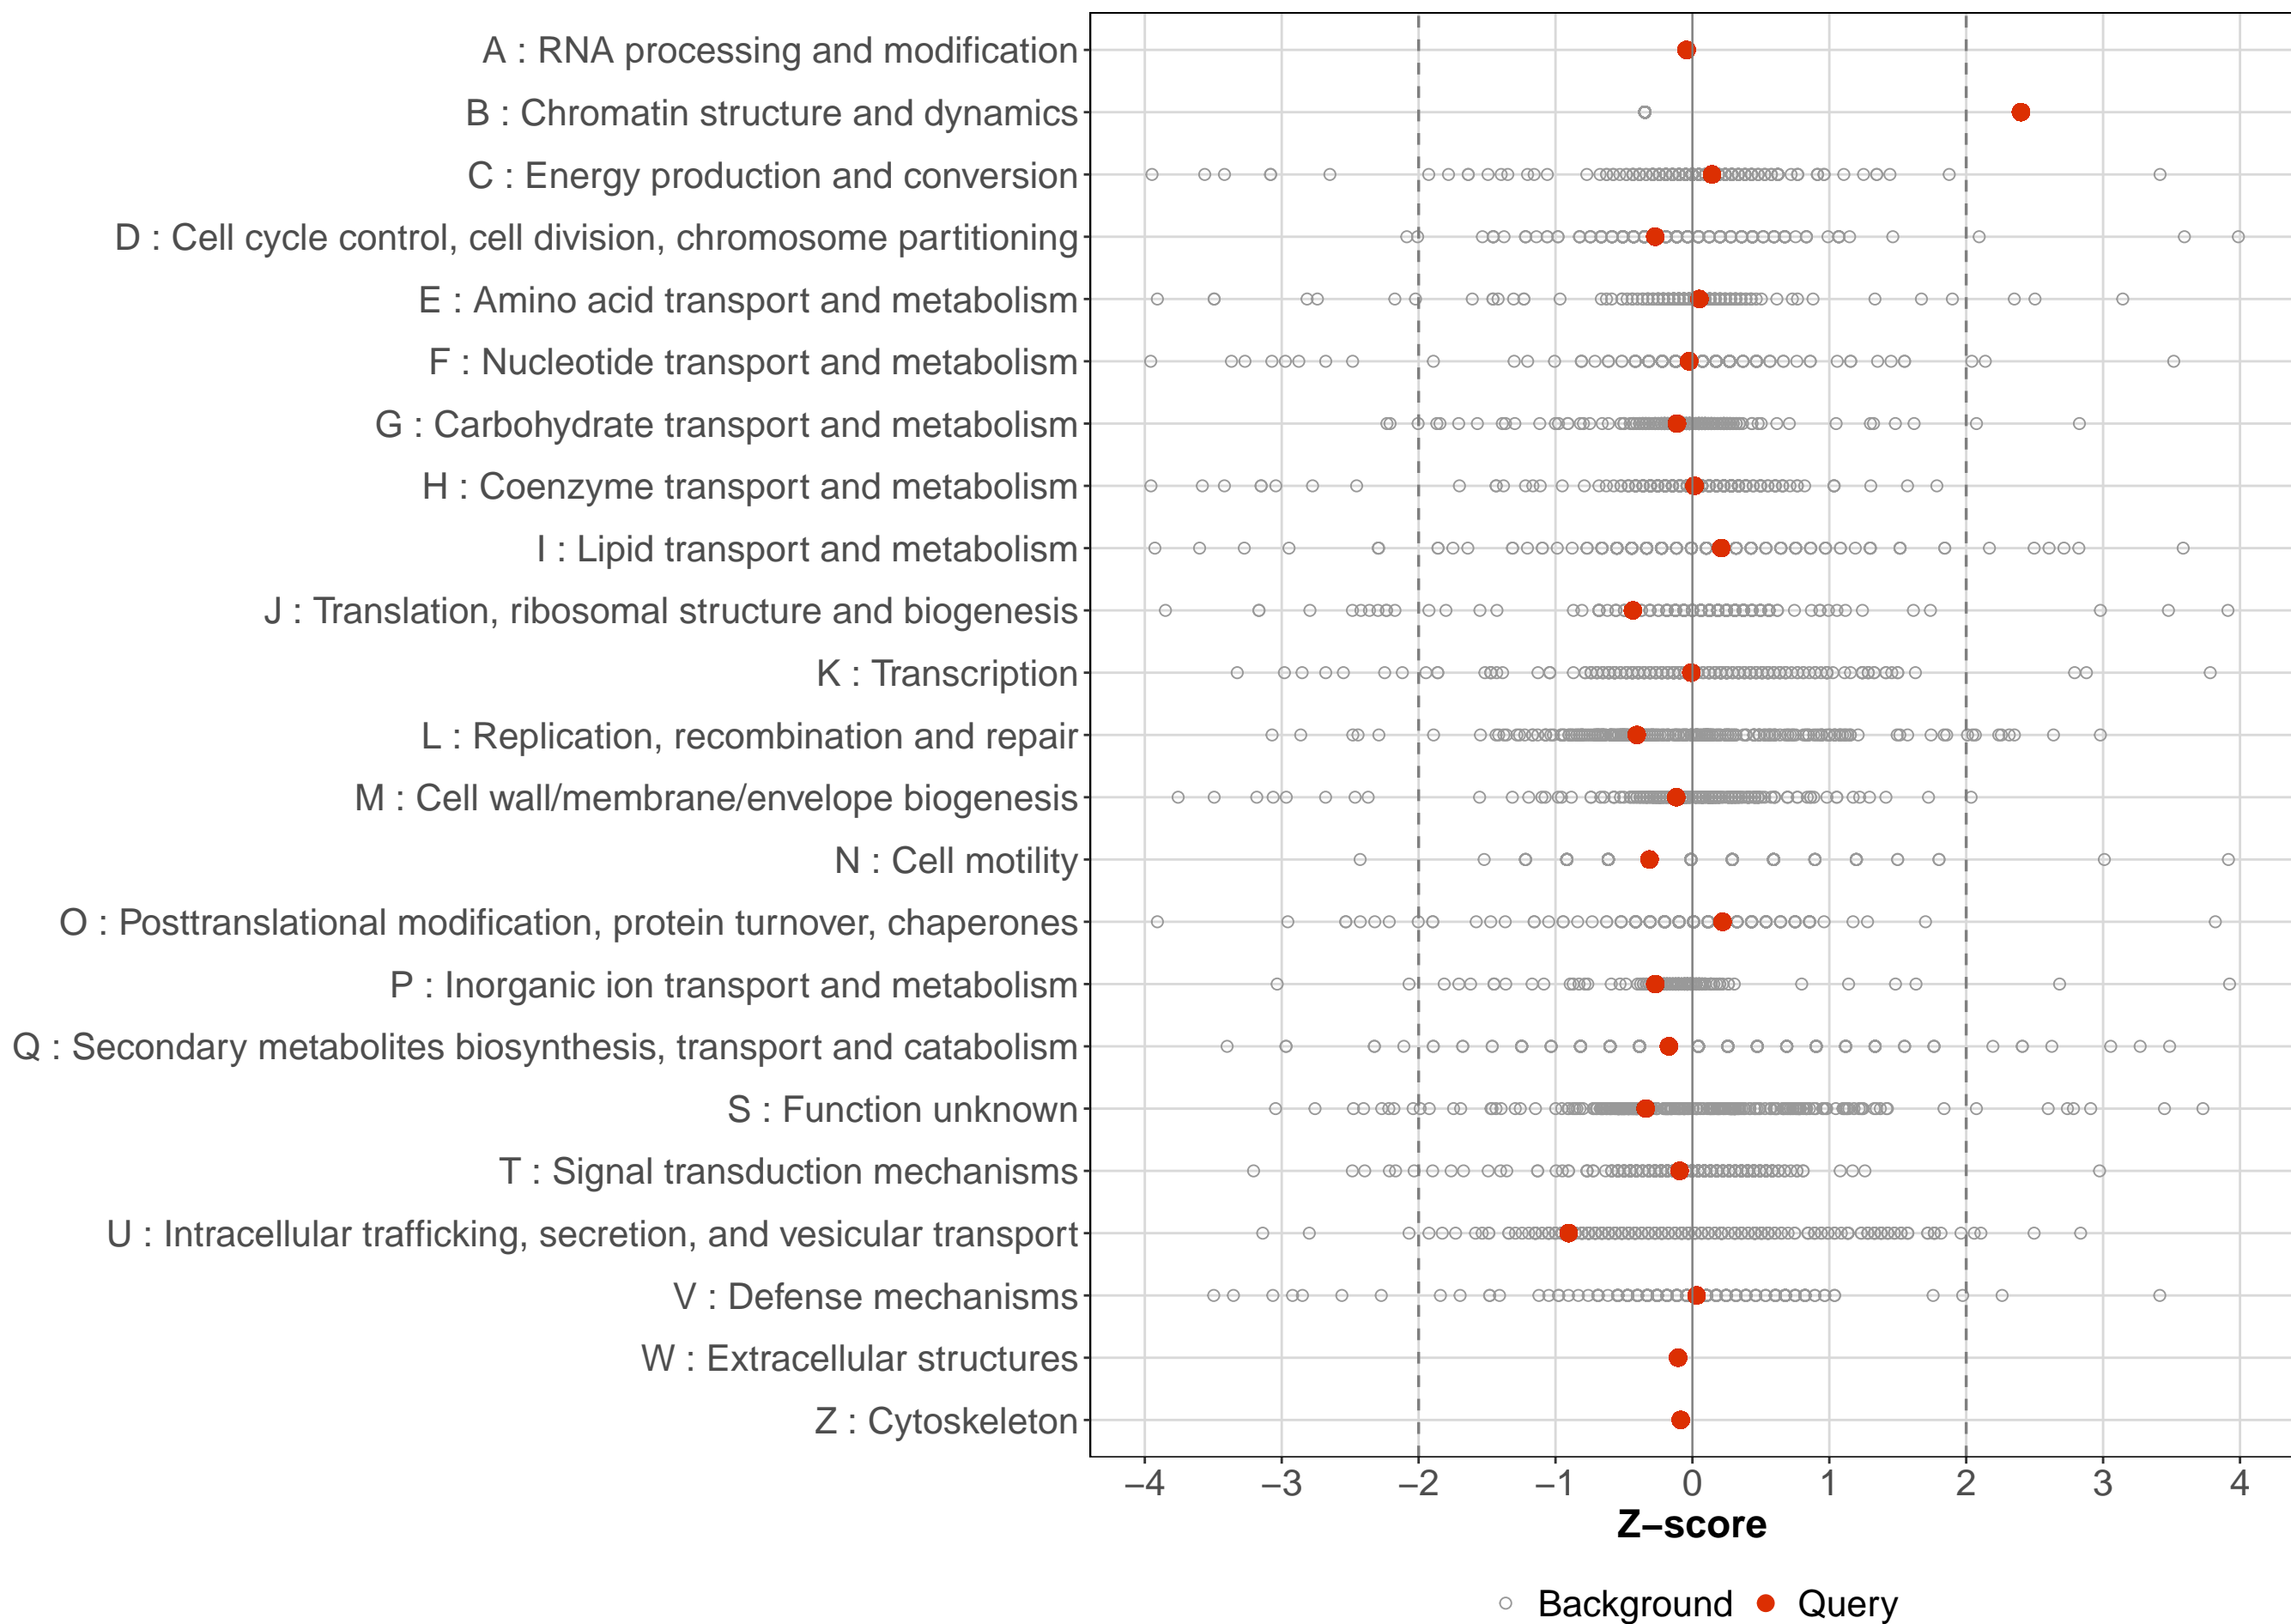 A : RNA processing and modification
B : Chromatin structure and dynamics
C : Energy production and conversion
D : Cell cycle control, cell division, chromosome partitioning
E : Amino acid transport and metabolism
F : Nucleotide transport and metabolism
G : Carbohydrate transport and metabolism
H : Coenzyme transport and metabolism
I : Lipid transport and metabolism
J : Translation, ribosomal structure and biogenesis
K : Transcription
L : Replication, recombination and repair
M : Cell wall/membrane/envelope biogenesis
N : Cell motility
O : Posttranslational modification, protein turnover, chaperones
P : Inorganic ion transport and metabolism
Q : Secondary metabolites biosynthesis, transport and catabolism
S : Function unknown
T : Signal transduction mechanisms
U : Intracellular trafficking, secretion, and vesicular transport
V : Defense mechanisms
W : Extracellular structures
Z : Cytoskeleton
−4 −3 −2 −1 0 1 2 3 4
Z−score
Background Query